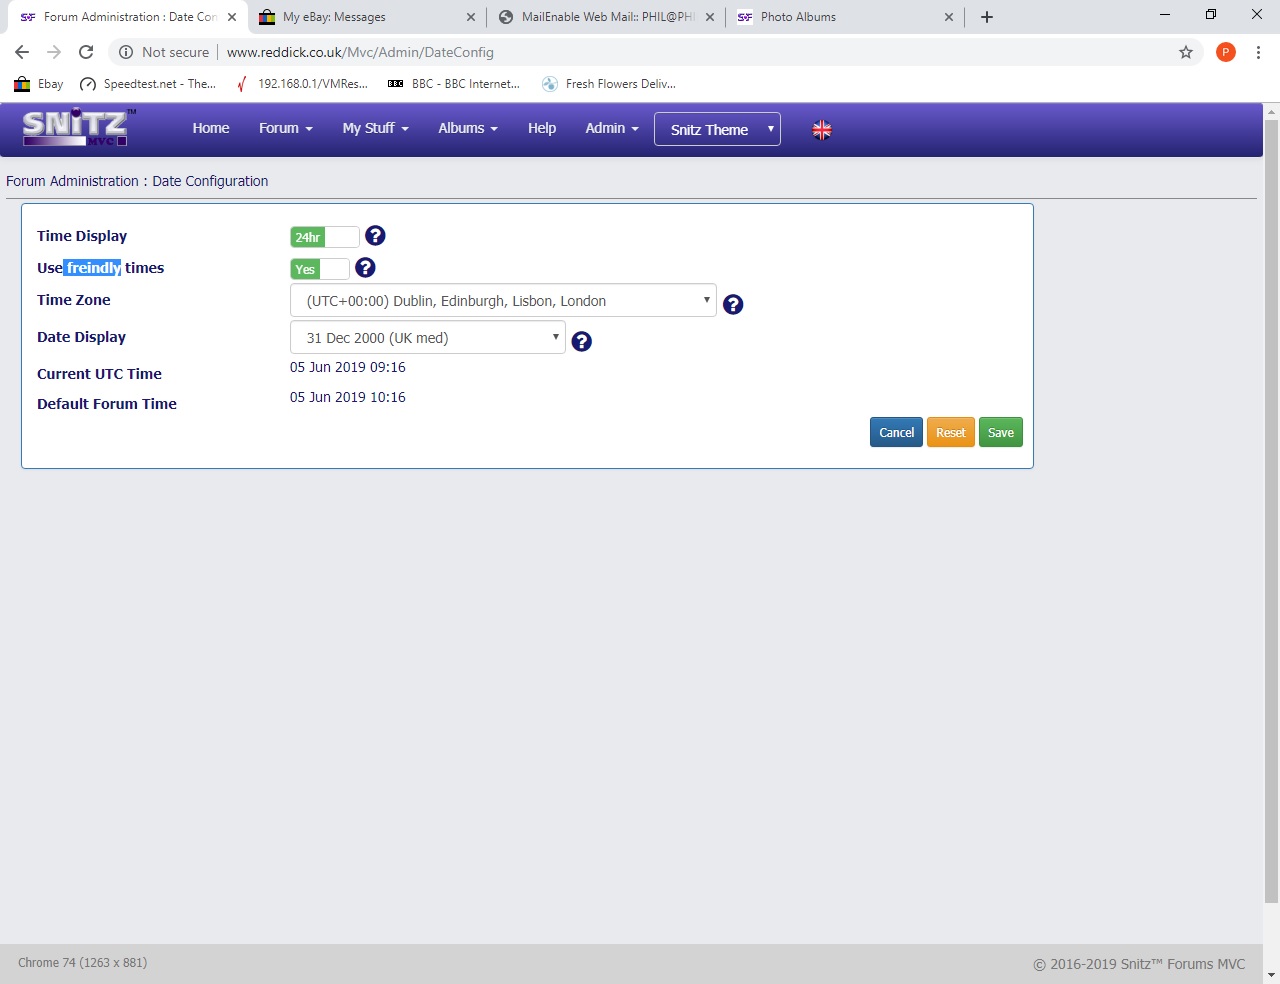 Forum Administration : Date Con
My eBay: Messages
MailEnable Web Mail:: PHIL@PHI
Photo Albums
Not secure www.reddick.co.uk/Mvc/Admin/DateConfig
P
Ebay
Speedtest.net - The...
192.168.0.1/VMRes...
BBC BBC - BBC Internet...
Fresh Flowers Deliv...
SNiTZ™
MVC
Home Forum My Stuff Albums Help Admin Snitz Theme
Forum Administration : Date Configuration
Time Display 24hr ?
Use freindly times Yes ?
Time Zone (UTC+00:00) Dublin, Edinburgh, Lisbon, London ?
Date Display 31 Dec 2000 (UK med) ?
Current UTC Time 05 Jun 2019 09:16
Default Forum Time 05 Jun 2019 10:16
Cancel Reset Save
Chrome 74 (1263 x 881)
© 2016-2019 Snitz™ Forums MVC